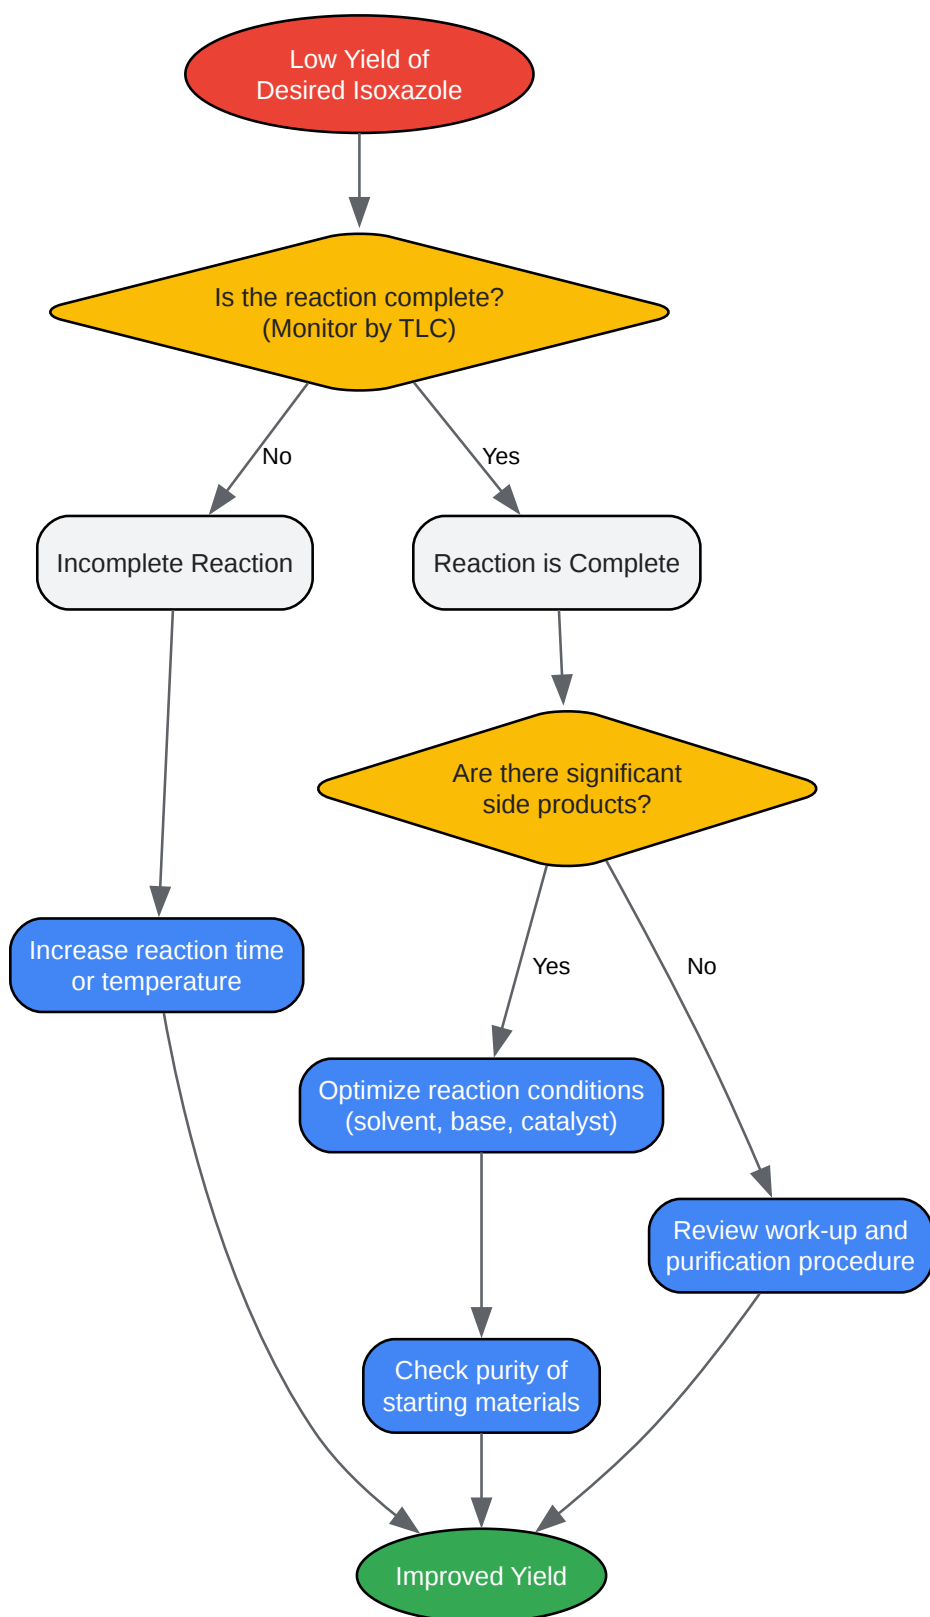 Low Yield of
Desired Isoxazole
Is the reaction complete?
(Monitor by TLC)
No
Yes
Incomplete Reaction
Reaction is Complete
Are there significant
side products?
Increase reaction time
or temperature
Yes
No
Optimize reaction conditions
(solvent, base, catalyst)
Review work-up and
purification procedure
Check purity of
starting materials
Improved Yield